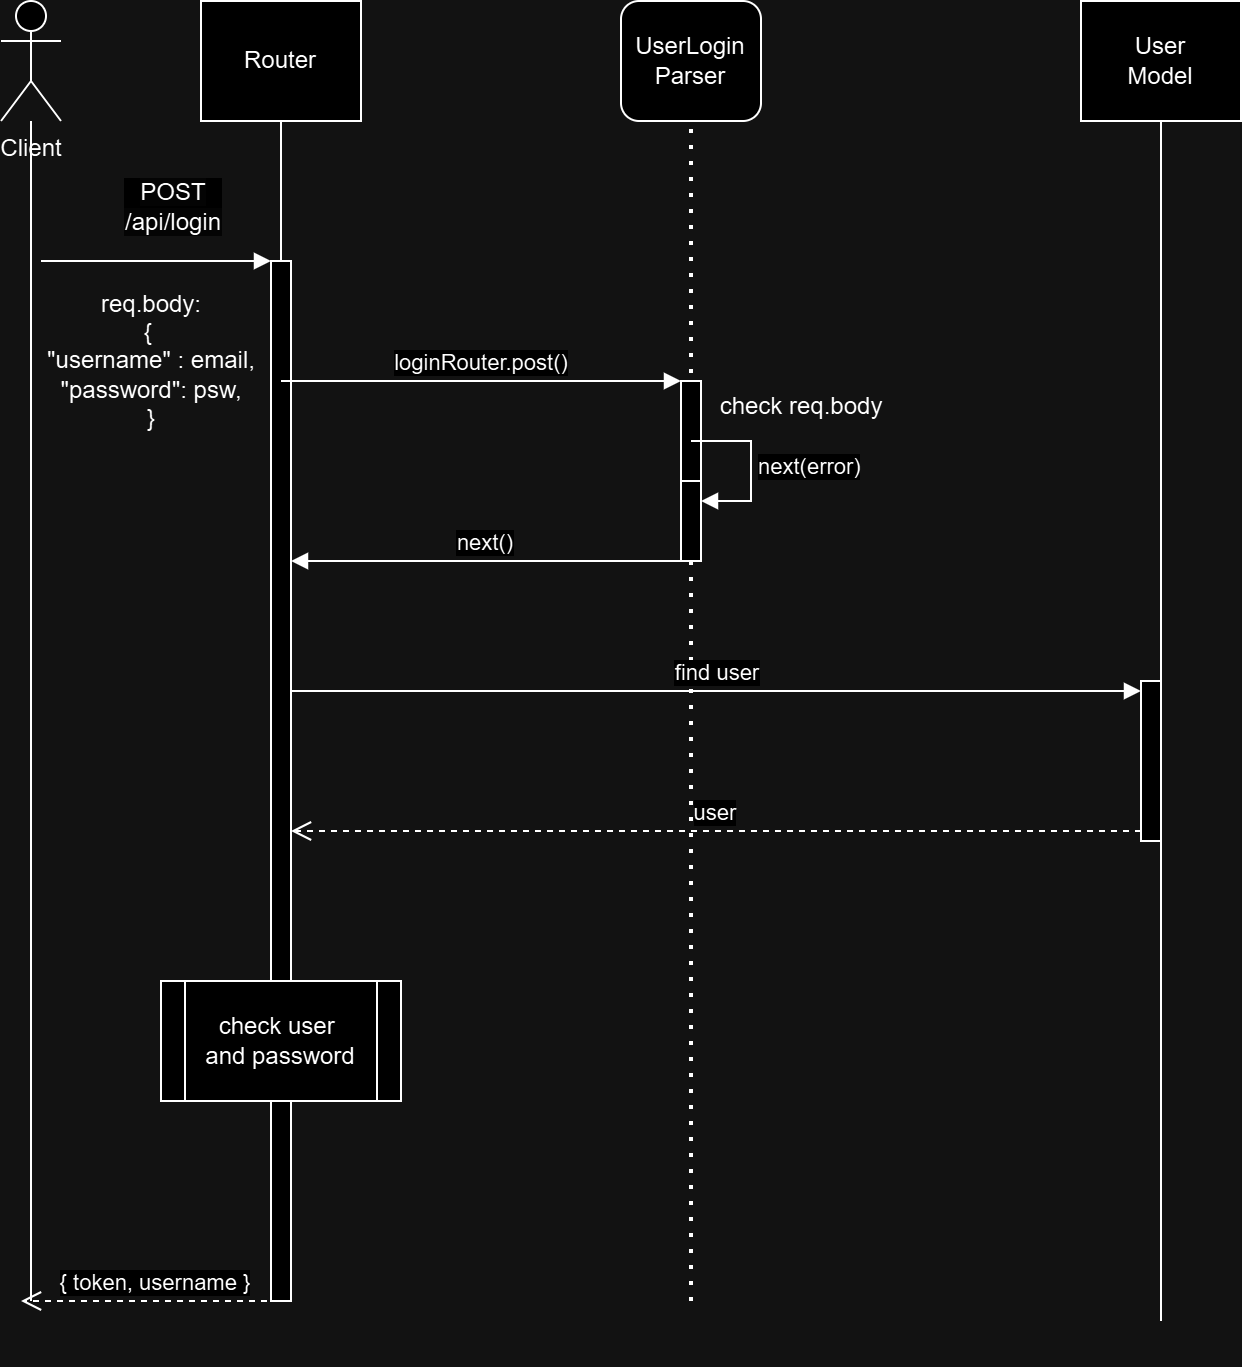 Router
UserLogin
Parser
User
Model
Client
POST
/api/login
req.body:
{
"username" : email,
"password": psw,
}
loginRouter.post()
check req.body
next(error)
next()
find user
user
check user
and password
{ token, username }